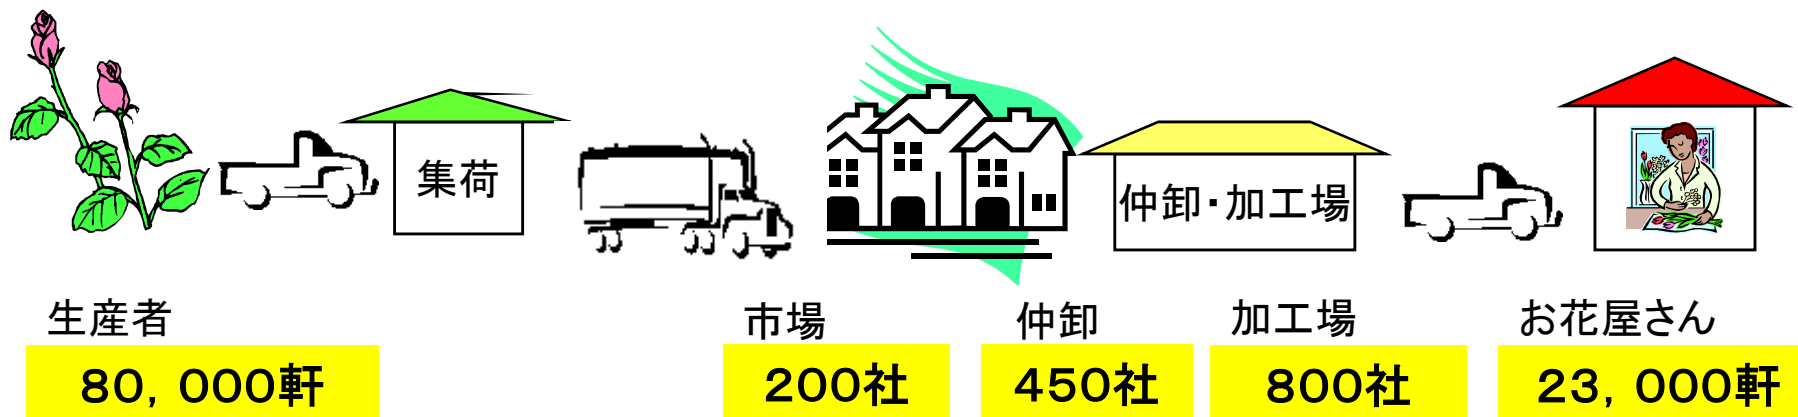 集荷
仲卸・加工場
生産者
市場
仲卸
加工場
お花屋さん
８０，０００軒
２００社
４５０社
８００社
２３，０００軒